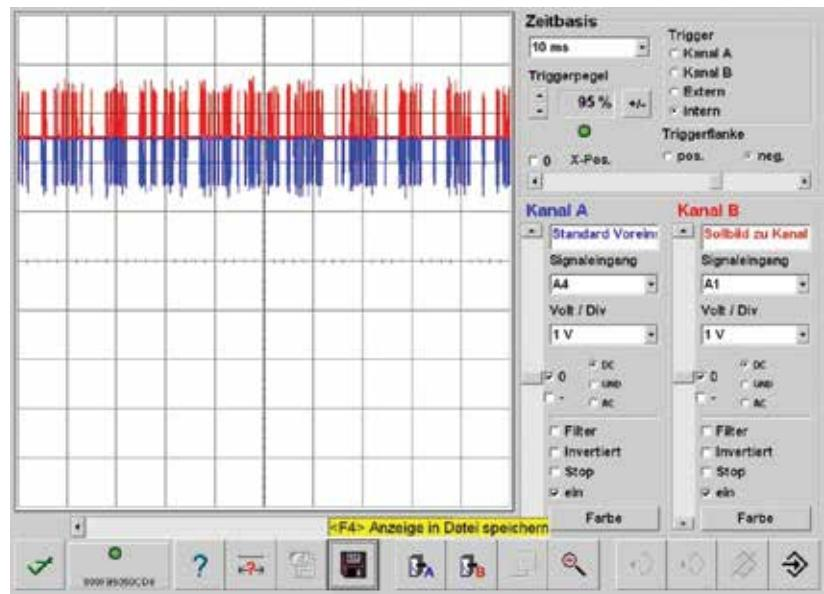 Zeitbasis
10 ms
Trigger
Kanal A
Kanal B
Extern
Intern
Triggerpegel
95 %
+/-
Triggerflanke
0 X-Pos.
pos. neg.
Kanal A
Standard Vorein
Signaleingang
A4
Volt / Div
1 V
0
DC
GND
AC
-
Filter
Invertiert
Stop
ein
Farbe
Kanal B
Sollbild zu Kanal
Signaleingang
A1
Volt / Div
1 V
0
DC
GND
AC
-
Filter
Invertiert
Stop
ein
Farbe
<F4> Anzeige in Datei speichern
?
?
A
B